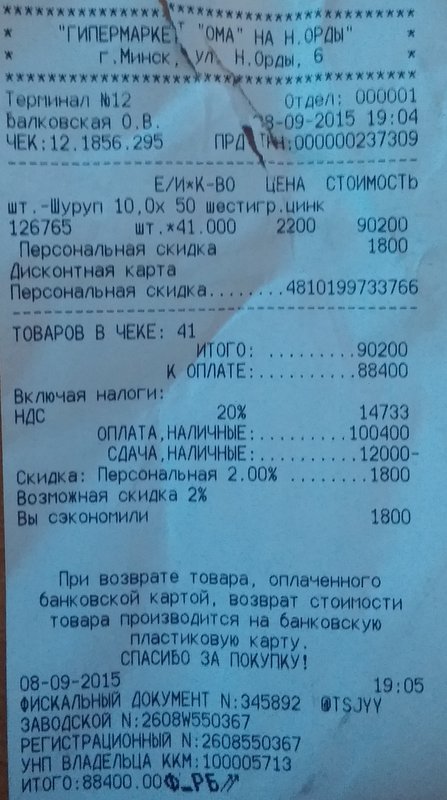 ****************************************
* "ГИПЕРМАРКЕТ "ОМА" НА Н.ОРДЫ" *
* г.Минск, ул. Н.Орды, 6 *
****************************************
Терминал №12 Отдел: 000001
Балковская О.В. 08-09-2015 19:04
ЧЕК:12.1856.295 ПРД :000000237309
----------------------------------------
Е/И*К-ВО ЦЕНА СТОИМОСТЬ
шт.-Шуруп 10,0x 50 шестигр.цинк
126765 шт.*41.000 2200 90200
Персональная скидка 1800
Дисконтная карта
Персональная скидка........4810199733766
----------------------------------------
ТОВАРОВ В ЧЕКЕ: 41
ИТОГО: .........90200
К ОПЛАТЕ:.........88400
Включая налоги:
НДС 20% 14733
ОПЛАТА,НАЛИЧНЫЕ:........100400
СДАЧА,НАЛИЧНЫЕ:.........12000-
Скидка: Персональная 2.00% ........1800
Возможная скидка 2%
Вы сэкономили 1800
При возврате товара, оплаченного
банковской картой, возврат стоимости
товара производится на банковскую
пластиковую карту.
СПАСИБО ЗА ПОКУПКУ!
08-09-2015 19:05
ФИСКАЛЬНЫЙ ДОКУМЕНТ N:345892 @TSJYY
ЗАВОДСКОЙ N:2608W550367
РЕГИСТРАЦИОННЫЙ N:2608550367
УНП ВЛАДЕЛЬЦА ККМ:100005713
ИТОГО:88400.00Ф_РБ